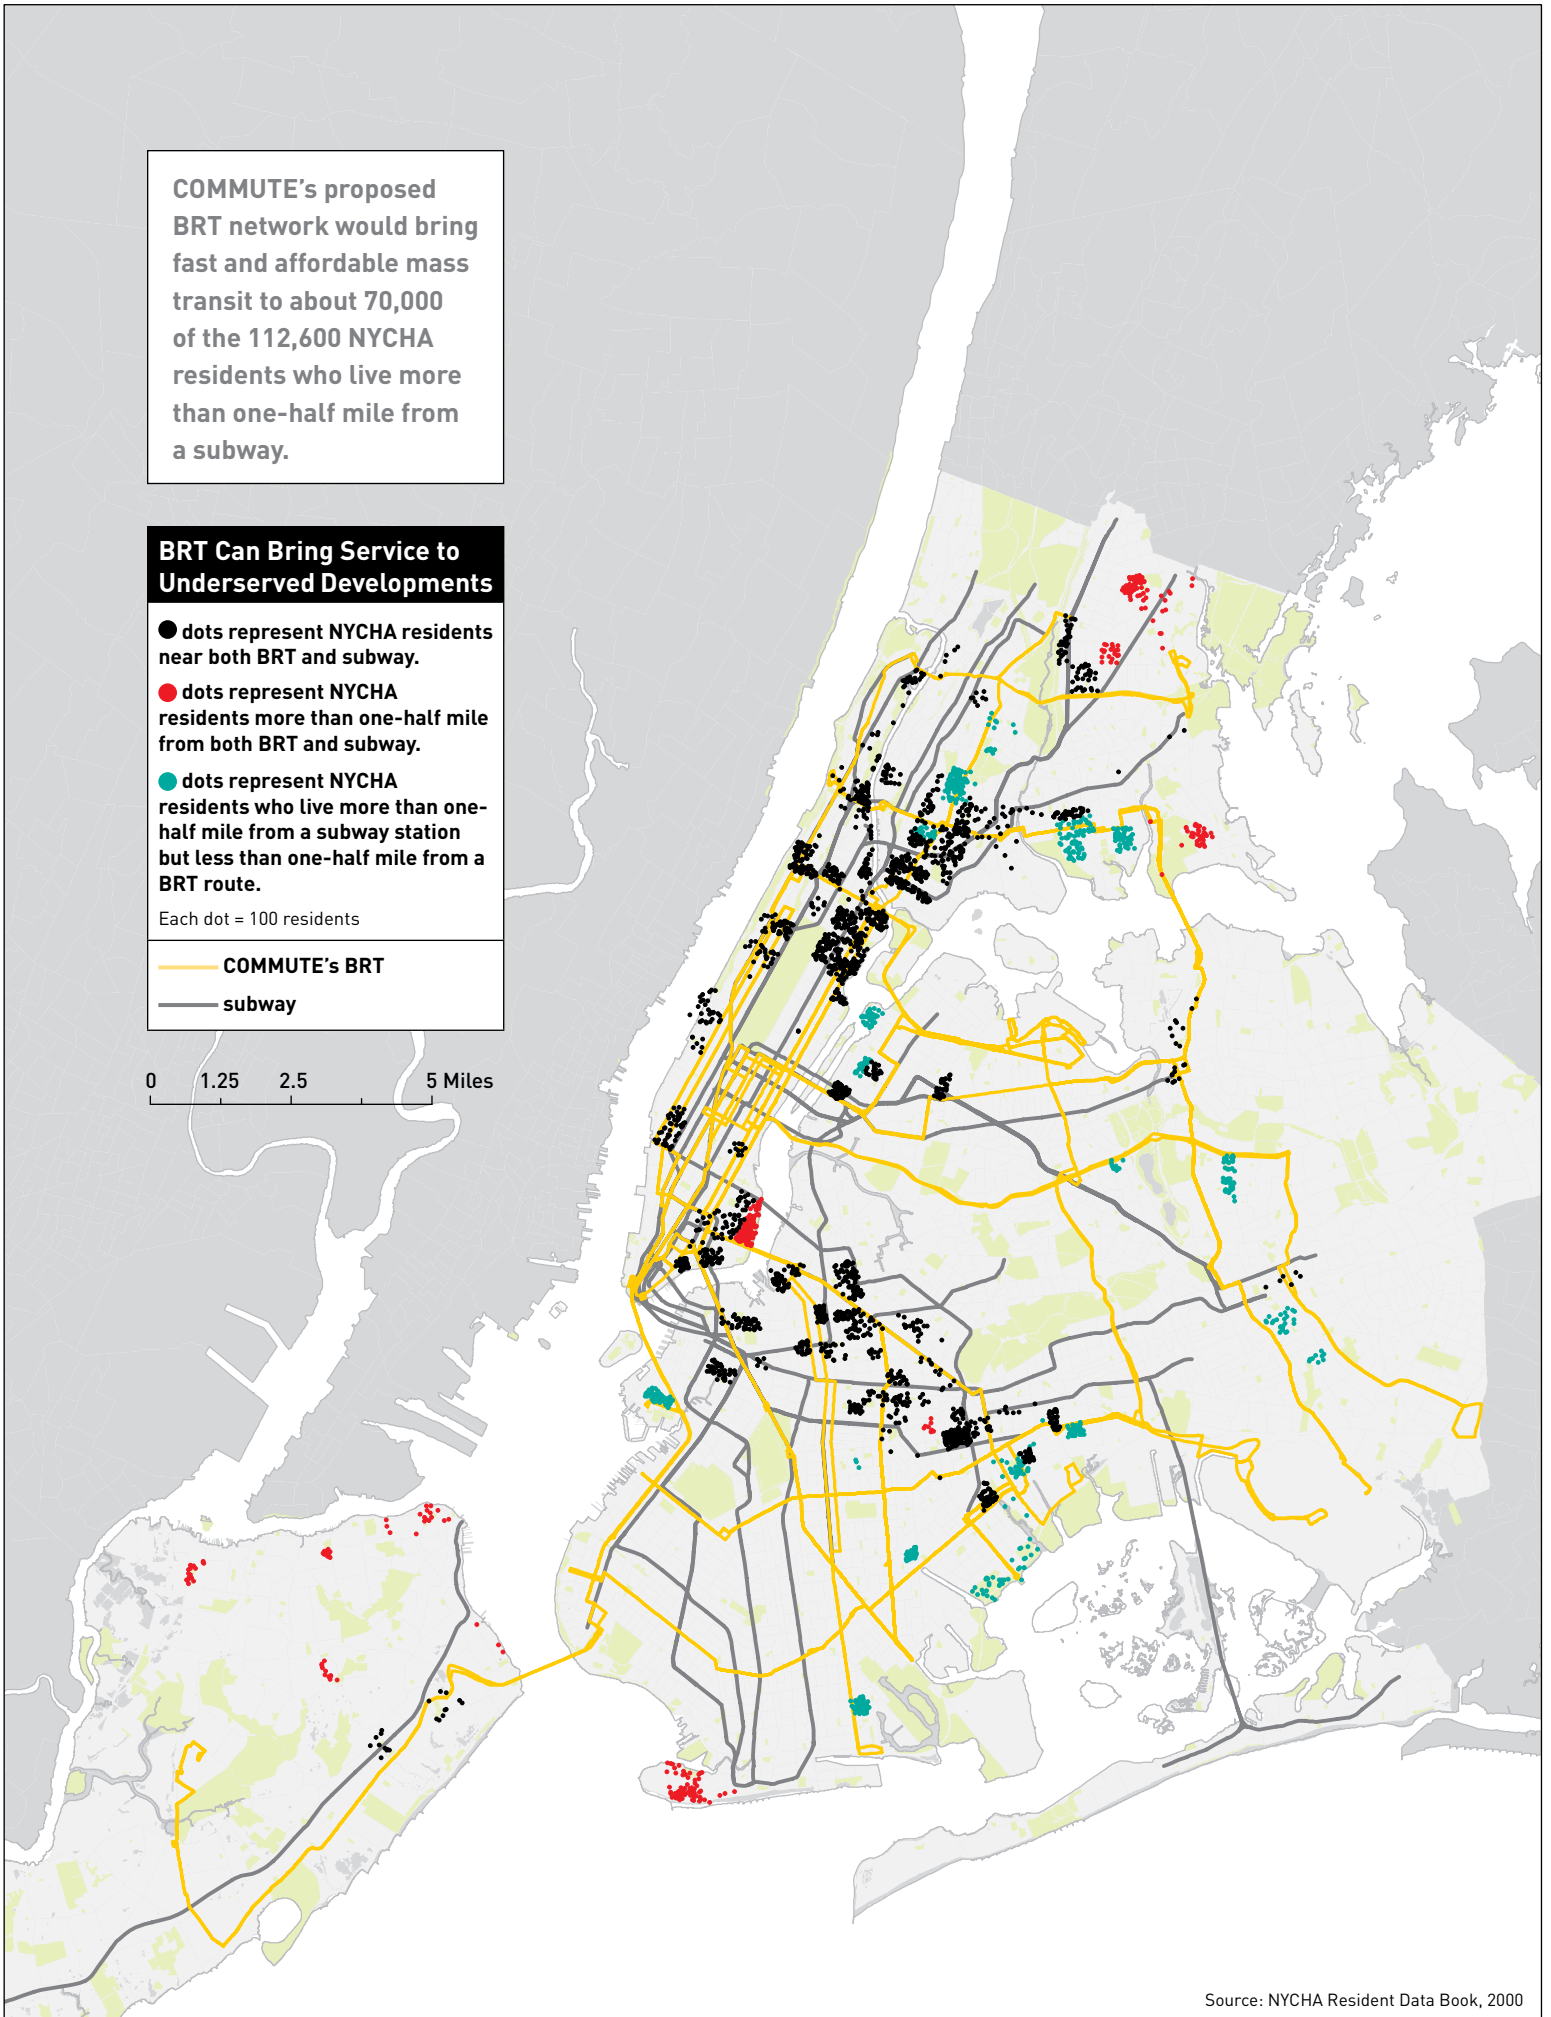 COMMUTE's proposed
BRT network would bring
fast and affordable mass
transit to about 70,000
of the 112,600 NYCHA
residents who live more
than one-half mile from
a subway.
BRT Can Bring Service to
Underserved Developments
dots represent NYCHA residents
near both BRT and subway.
dots represent NYCHA
residents more than one-half mile
from both BRT and subway.
dots represent NYCHA
residents who live more than one-
half mile from a subway station
but less than one-half mile from a
BRT route.
Each dot = 100 residents
COMMUTE's BRT
subway
0 1.25 2.5 5 Miles
Source: NYCHA Resident Data Book, 2000